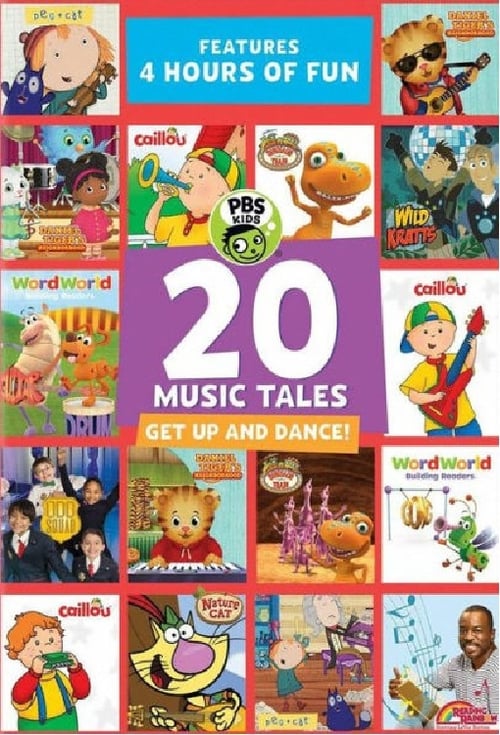 peg + cat
FEATURES
4 HOURS OF FUN
DANIEL
TIGER'S
NEIGHBORHOOD
DANIEL
TIGER'S
NEIGHBORHOOD
caillou
DINOSAUR
TRAIN
WILD
KRATTS
PBS
KIDS
20
MUSIC TALES
GET UP AND DANCE!
WordWorld
Building Readers
DRUM
caillou
ODD
SQUAD
DANIEL
TIGER'S
NEIGHBORHOOD
DINOSAUR
TRAIN
WordWorld
Building Readers
caillou
Nature
CAT
peg + cat
READING
RAINBOW